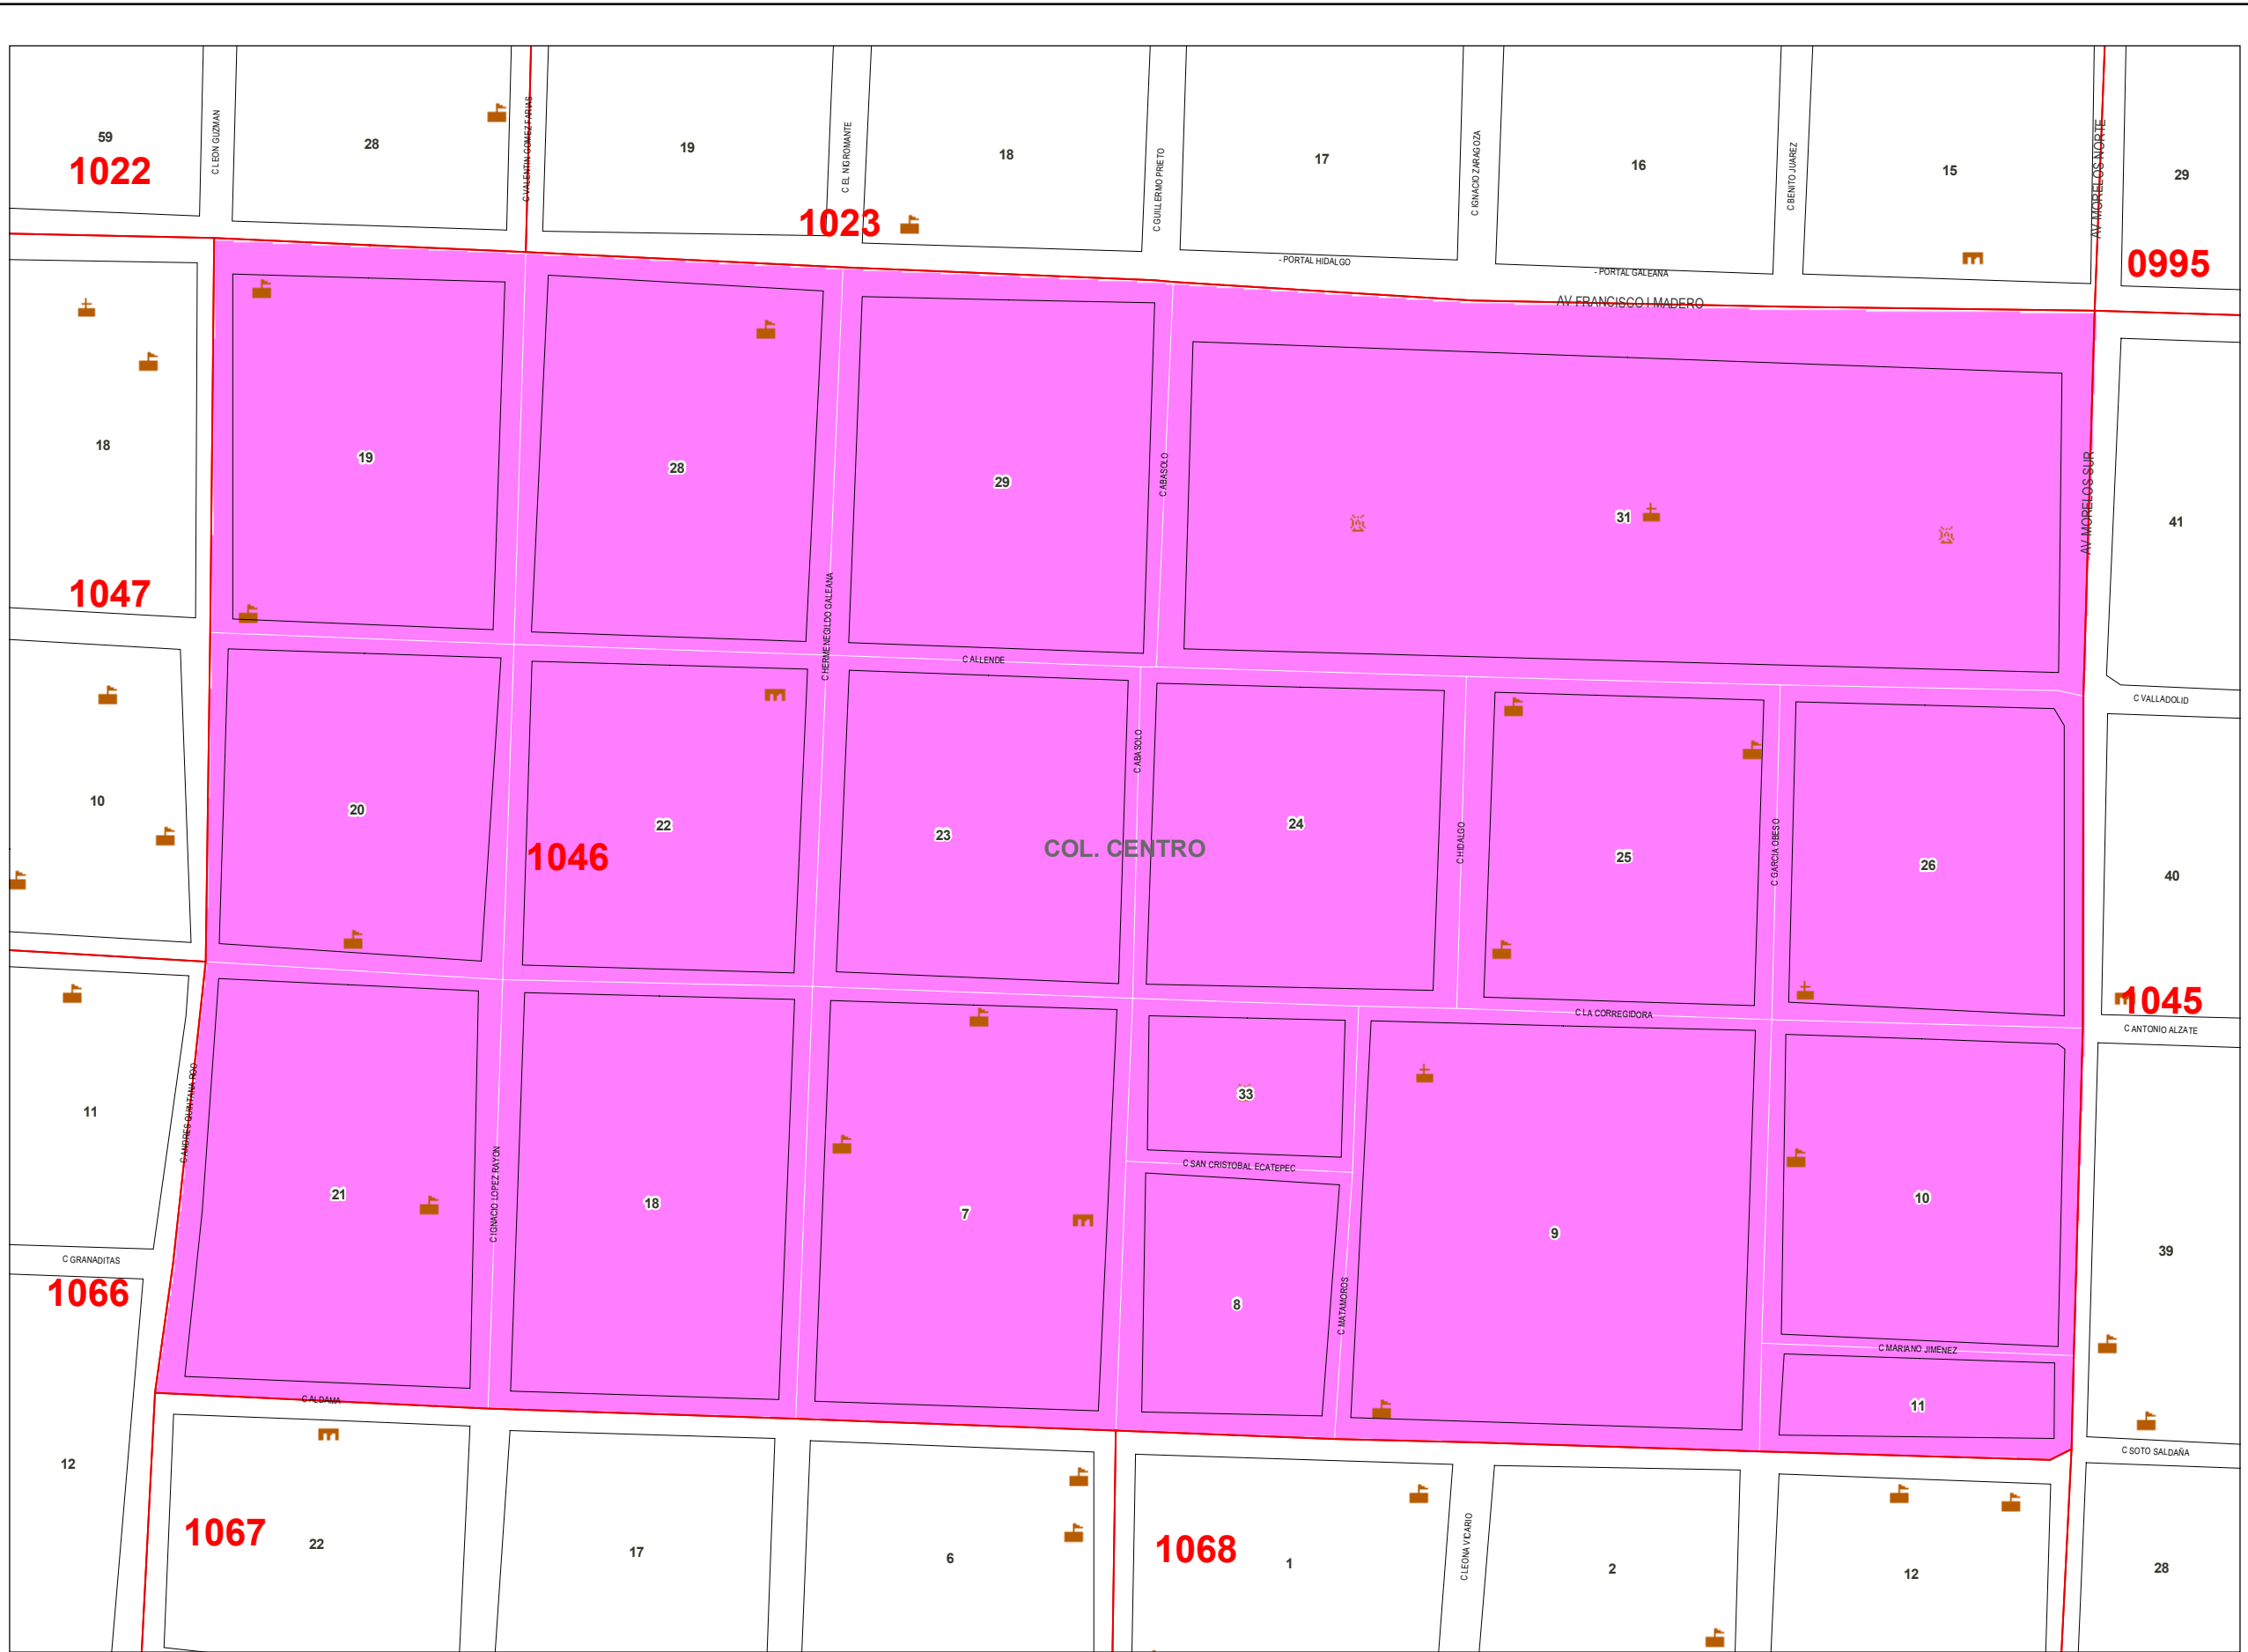 C LEON GUZMAN
C VALENTIN GOMEZ FARIAS
C EL NIGROMANTE
C GUILLERMO PRIETO
C IGNACIO ZARAGOZA
C BENITO JUAREZ
AV MORELOS NORTE
59
1022
28
19
18
17
16
15
29
1023
0995
- PORTAL HIDALGO
- PORTAL GALEANA
AV FRANCISCO I MADERO
18
19
28
29
C ABASOLO
31
AV MORELOS SUR
41
1047
C HERMENEGILDO GALEANA
C ALLENDE
C VALLADOLID
10
20
22
1046
23
C ABASOLO
COL. CENTRO
24
C HIDALGO
25
C GARCIA OBESO
26
40
1045
C LA CORREGIDORA
C ANTONIO ALZATE
11
C ANDRES QUINTANA ROO
33
C SAN CRISTOBAL ECATEPEC
21
C IGNACIO LOPEZ RAYON
18
7
9
10
39
C GRANADITAS
1066
8
C MATAMOROS
C MARIANO JIMENEZ
11
C ALDAMA
C SOTO SALDAÑA
12
1067
22
17
6
1068
1
C LEONA VICARIO
2
12
28